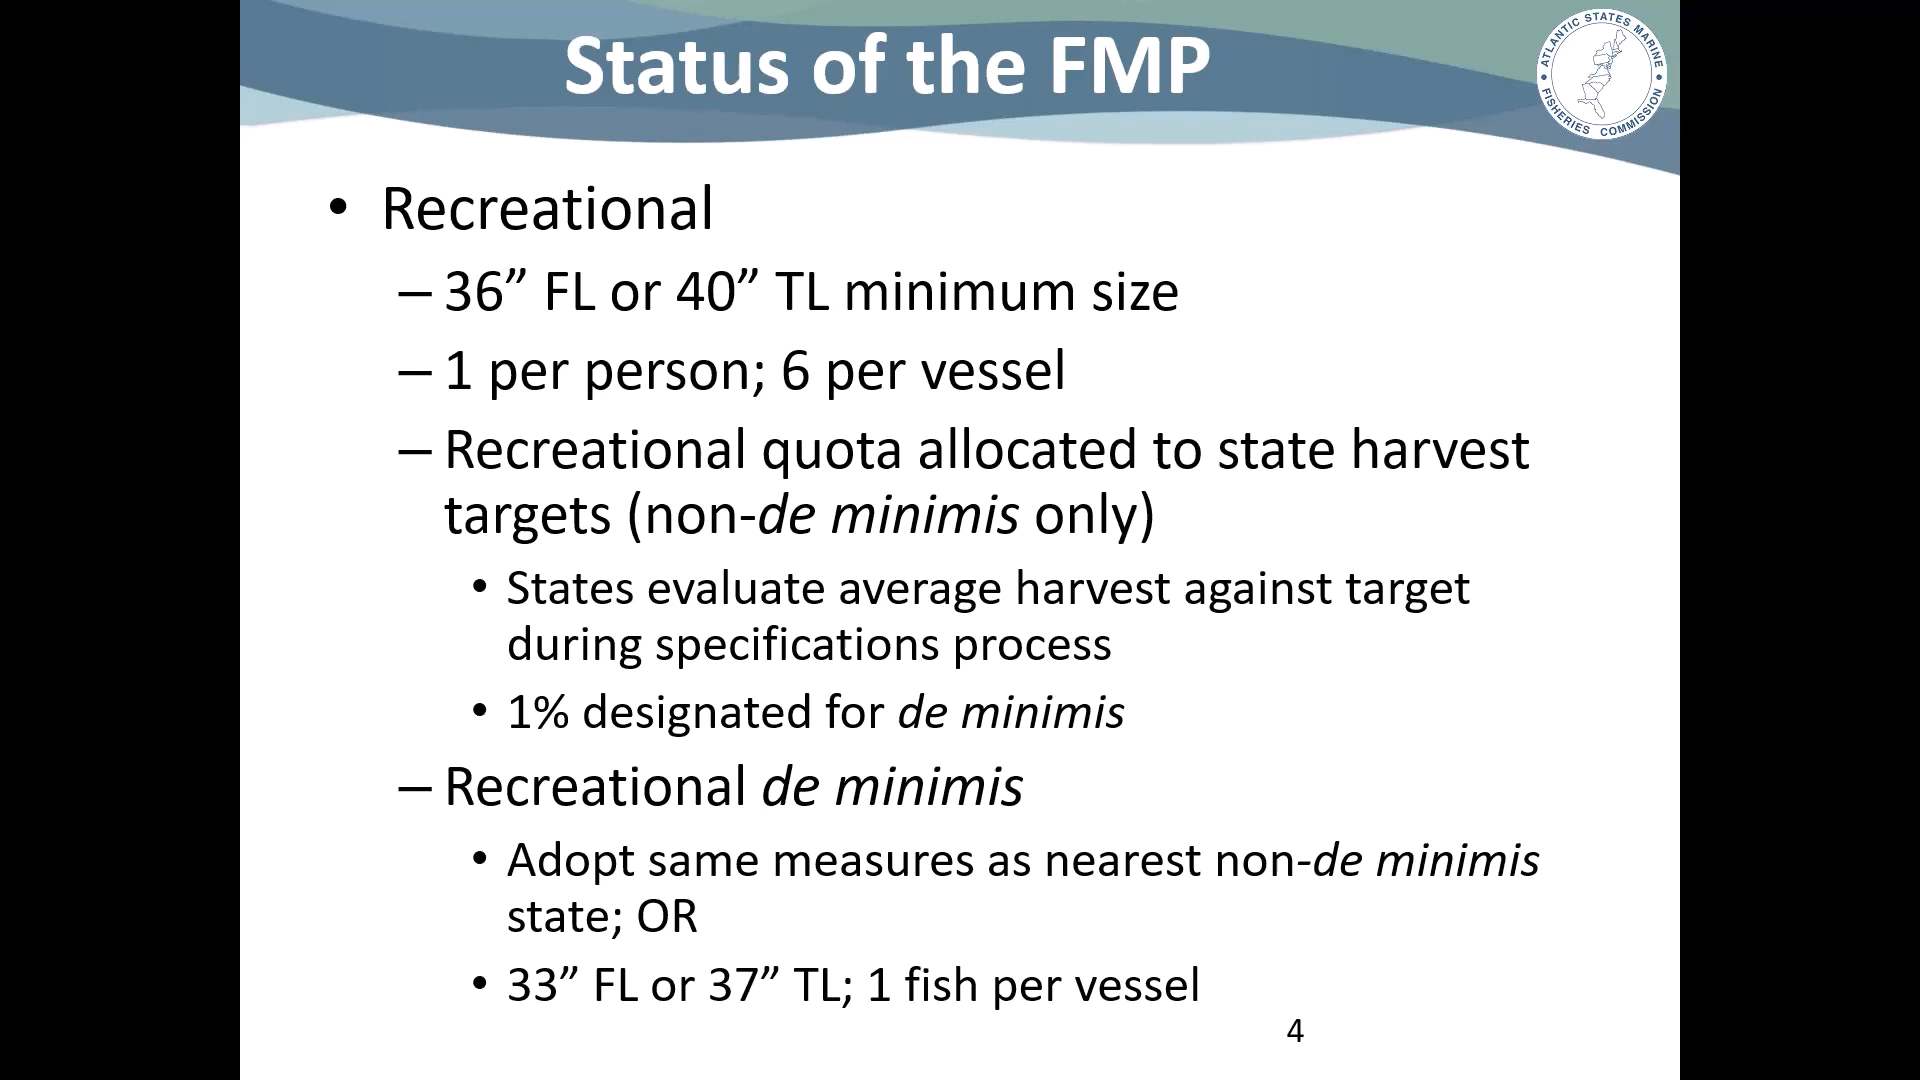 Status of the FMP
ATLANTIC STATES MARINE
FISHERIES COMMISSION
• Recreational
– 36” FL or 40” TL minimum size
– 1 per person; 6 per vessel
– Recreational quota allocated to state harvest
targets (non-de minimis only)
• States evaluate average harvest against target
during specifications process
• 1% designated for de minimis
– Recreational de minimis
• Adopt same measures as nearest non-de minimis
state; OR
• 33” FL or 37” TL; 1 fish per vessel
4